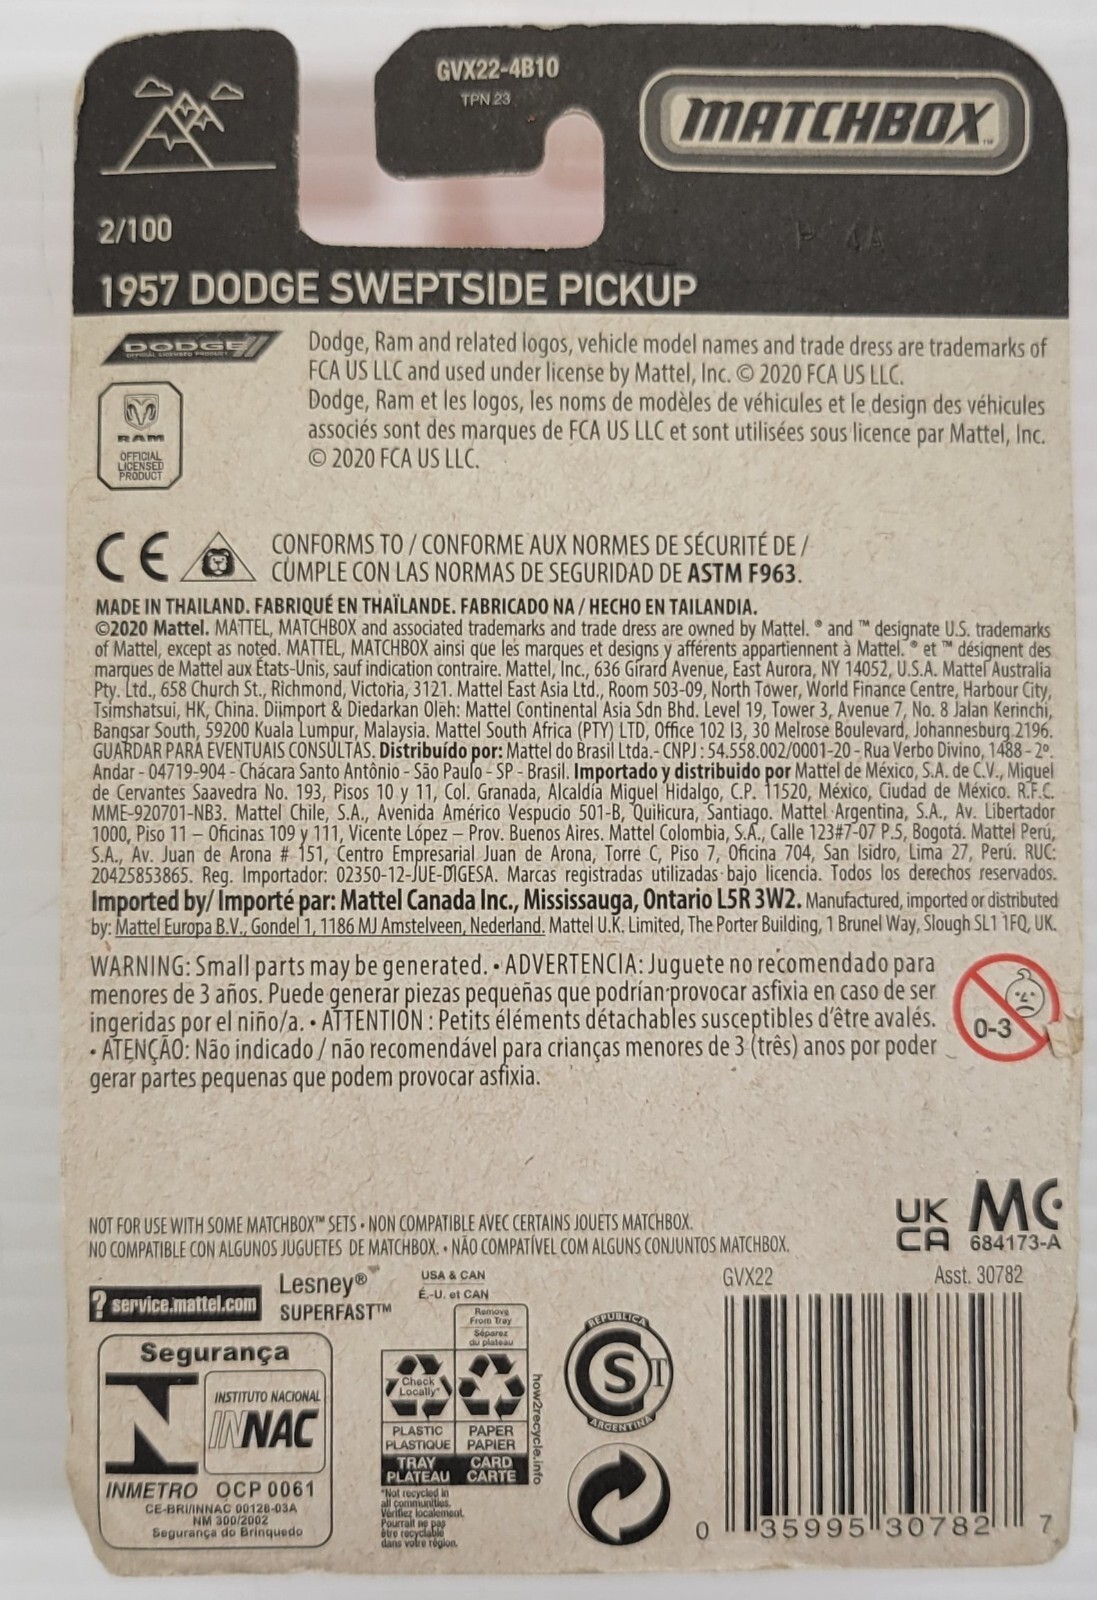 GVX22-4B10
TPN 23
MATCHBOX™
2/100
1957 DODGE SWEPTSIDE PICKUP
DODGE
OFFICIAL LICENSED PRODUCT
Dodge, Ram and related logos, vehicle model names and trade dress are trademarks of
FCA US LLC and used under license by Mattel, Inc. © 2020 FCA US LLC.
Dodge, Ram et les logos, les noms de modèles de véhicules et le design des véhicules
associés sont des marques de FCA US LLC et sont utilisées sous licence par Mattel, Inc.
© 2020 FCA US LLC.
RAM
OFFICIAL
LICENSED
PRODUCT
CE
CONFORMS TO / CONFORME AUX NORMES DE SÉCURITÉ DE /
CUMPLE CON LAS NORMAS DE SEGURIDAD DE ASTM F963.
MADE IN THAILAND. FABRIQUÉ EN THAÏLANDE. FABRICADO NA / HECHO EN TAILANDIA.
©2020 Mattel. MATTEL, MATCHBOX and associated trademarks and trade dress are owned by Mattel. ® and ™ designate U.S. trademarks
of Mattel, except as noted. MATTEL, MATCHBOX ainsi que les marques et designs y afférents appartiennent à Mattel. ® et ™ désignent des
marques de Mattel aux États-Unis, sauf indication contraire. Mattel, Inc., 636 Girard Avenue, East Aurora, NY 14052, U.S.A. Mattel Australia
Pty. Ltd., 658 Church St., Richmond, Victoria, 3121. Mattel East Asia Ltd., Room 503-09, North Tower, World Finance Centre, Harbour City,
Tsimshatsui, HK, China. Diimport & Diedarkan Oleh: Mattel Continental Asia Sdn Bhd. Level 19, Tower 3, Avenue 7, No. 8 Jalan Kerinchi,
Bangsar South, 59200 Kuala Lumpur, Malaysia. Mattel South Africa (PTY) LTD, Office 102 I3, 30 Melrose Boulevard, Johannesburg 2196.
GUARDAR PARA EVENTUAIS CONSULTAS. Distribuído por: Mattel do Brasil Ltda.- CNPJ : 54.558.002/0001-20 - Rua Verbo Divino, 1488 - 2º.
Andar - 04719-904 - Chácara Santo Antônio - São Paulo - SP - Brasil. Importado y distribuido por Mattel de México, S.A. de C.V., Miguel
de Cervantes Saavedra No. 193, Pisos 10 y 11, Col. Granada, Alcaldía Miguel Hidalgo, C.P. 11520, México, Ciudad de México. R.F.C.
MME-920701-NB3. Mattel Chile, S.A., Avenida Américo Vespucio 501-B, Quilicura, Santiago. Mattel Argentina, S.A., Av. Libertador
1000, Piso 11 – Oficinas 109 y 111, Vicente López – Prov. Buenos Aires. Mattel Colombia, S.A., Calle 123#7-07 P.5, Bogotá. Mattel Perú,
S.A., Av. Juan de Arona # 151, Centro Empresarial Juan de Arona, Torre C, Piso 7, Oficina 704, San Isidro, Lima 27, Perú. RUC:
20425853865. Reg. Importador: 02350-12-JUE-DIGESA. Marcas registradas utilizadas bajo licencia. Todos los derechos reservados.
Imported by/ Importé par: Mattel Canada Inc., Mississauga, Ontario L5R 3W2. Manufactured, imported or distributed
by: Mattel Europa B.V., Gondel 1, 1186 MJ Amstelveen, Nederland. Mattel U.K. Limited, The Porter Building, 1 Brunel Way, Slough SL1 1FQ, UK.
WARNING: Small parts may be generated. • ADVERTENCIA: Juguete no recomendado para
menores de 3 años. Puede generar piezas pequeñas que podrían provocar asfixia en caso de ser
ingeridas por el niño/a. • ATTENTION : Petits éléments détachables susceptibles d'être avalés.
• ATENÇÃO: Não indicado / não recomendável para crianças menores de 3 (três) anos por poder
gerar partes pequenas que podem provocar asfixia.
0-3
NOT FOR USE WITH SOME MATCHBOX™ SETS • NON COMPATIBLE AVEC CERTAINS JOUETS MATCHBOX.
NO COMPATIBLE CON ALGUNOS JUGUETES DE MATCHBOX. • NÃO COMPATÍVEL COM ALGUNS CONJUNTOS MATCHBOX.
UK
CA
MC
684173-A
? service.mattel.com
Lesney®
SUPERFAST™
USA & CAN
É.-U. et CAN
Remove
From Tray
Séparez
du plateau
Check
Locally*
PLASTIC
PLASTIQUE
PAPER
PAPIER
TRAY
PLATEAU
CARD
CARTE
how2recycle.info
*Not recycled in
all communities.
Vérifiez localement.
Pourrait ne pas
être recyclable
dans votre région.
Segurança
INSTITUTO NACIONAL
INNAC
INMETRO OCP 0061
CE-BRI/INNAC 00128-03A
NM 300/2002
Segurança do Brinquedo
REPUBLICA
S T
ARGENTINA
GVX22
Asst. 30782
0 35995 30782 7